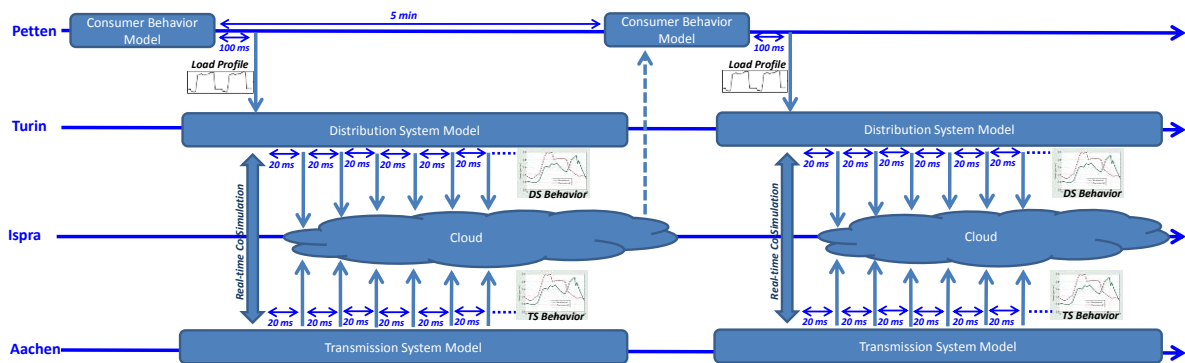 5 min
Petten
Consumer Behavior
Model
100 ms
Consumer Behavior
Model
100 ms
Load Profile
Load Profile
Turin
Distribution System Model
Distribution System Model
20 ms 20 ms 20 ms 20 ms 20 ms 20 ms
20 ms 20 ms 20 ms 20 ms 20 ms 20 ms
DS Behavior
DS Behavior
Real-time Co-Simulation
Real-time Co-Simulation
Ispra
Cloud
Cloud
TS Behavior
TS Behavior
20 ms 20 ms 20 ms 20 ms 20 ms 20 ms
20 ms 20 ms 20 ms 20 ms 20 ms 20 ms
Aachen
Transmission System Model
Transmission System Model